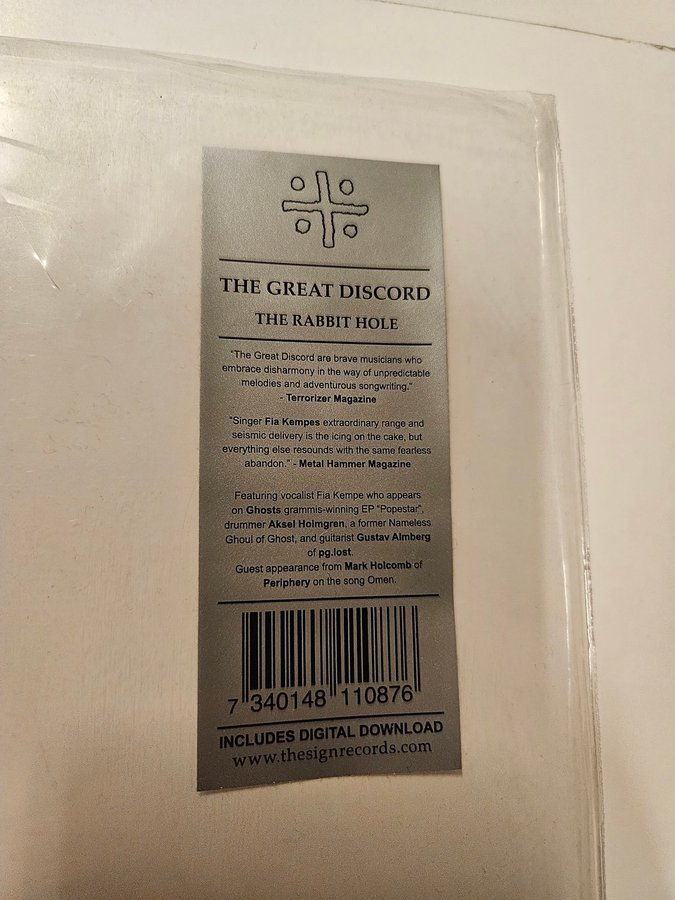 THE GREAT DISCORD
THE RABBIT HOLE
"The Great Discord are brave musicians who
embrace disharmony in the way of unpredictable
melodies and adventurous songwriting."
- Terrorizer Magazine
"Singer Fia Kempes extraordinary range and
seismic delivery is the icing on the cake, but
everything else resounds with the same fearless
abandon." - Metal Hammer Magazine
Featuring vocalist Fia Kempe who appears
on Ghosts grammis-winning EP "Popestar",
drummer Aksel Holmgren, a former Nameless
Ghoul of Ghost, and guitarist Gustav Almberg
of pg.lost.
Guest appearance from Mark Holcomb of
Periphery on the song Omen.
7 340148 110876
INCLUDES DIGITAL DOWNLOAD
www.thesignrecords.com